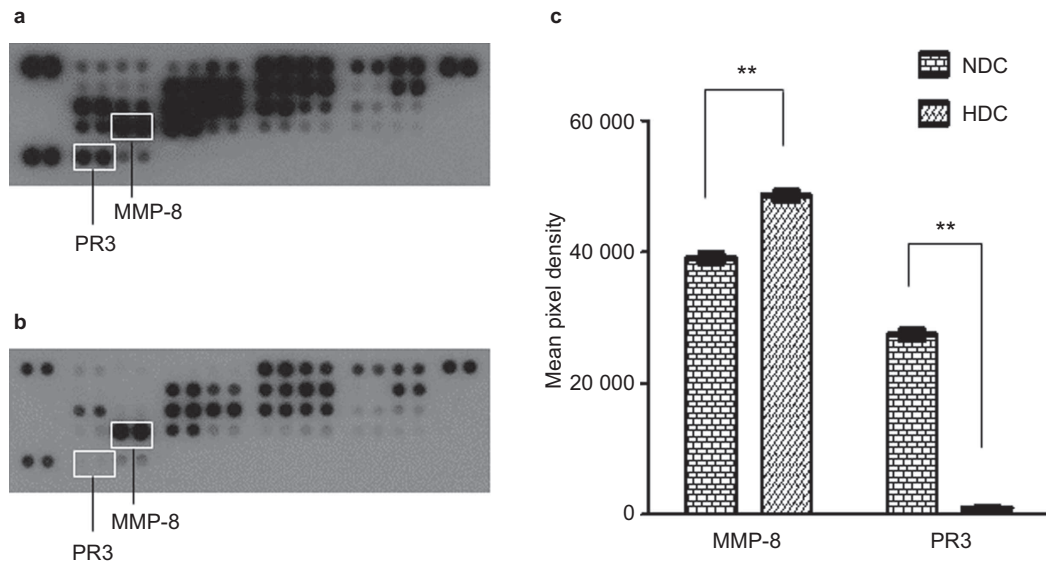 a
MMP-8
PR3
b
MMP-8
PR3
c
**
**
NDC
HDC
Mean pixel density
60 000
40 000
20 000
0
MMP-8
PR3